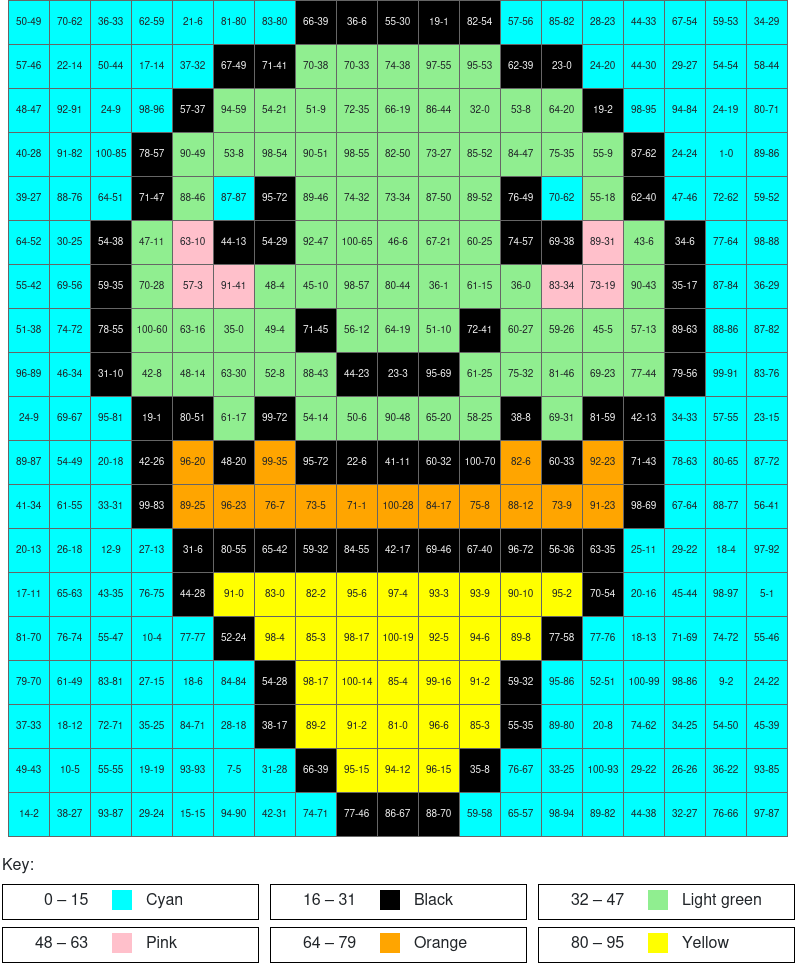 50-49 70-62 36-33 62-59 21-6 81-80 83-80 66-39 36-6 55-30 19-1 82-54 57-56 85-82 28-23 44-33 67-54 59-53 34-29
57-46 22-14 50-44 17-14 37-32 67-49 71-41 70-38 70-33 74-38 97-55 95-53 62-39 23-0 24-20 44-30 29-27 54-54 58-44
48-47 92-91 24-9 98-96 57-37 94-59 54-21 51-9 72-35 66-19 86-44 32-0 53-8 64-20 19-2 98-95 94-84 24-19 80-71
40-28 91-82 100-85 78-57 90-49 53-8 98-54 90-51 98-55 82-50 73-27 85-52 84-47 75-35 55-9 87-62 24-24 1-0 89-86
39-27 88-76 64-51 71-47 88-46 87-87 95-72 89-46 74-32 73-34 87-50 89-52 76-49 70-62 55-18 62-40 47-46 72-62 59-52
64-52 30-25 54-38 47-11 63-10 44-13 54-29 92-47 100-65 46-6 67-21 60-25 74-57 69-38 89-31 43-6 34-6 77-64 98-88
55-42 69-56 59-35 70-28 57-3 91-41 48-4 45-10 98-57 80-44 36-1 61-15 36-0 83-34 73-19 90-43 35-17 87-84 36-29
51-38 74-72 78-55 100-60 63-16 35-0 49-4 71-45 56-12 64-19 51-10 72-41 60-27 59-26 45-5 57-13 89-63 88-86 87-82
96-89 46-34 31-10 42-8 48-14 63-30 52-8 88-43 44-23 23-3 95-69 61-25 75-32 81-46 69-23 77-44 79-56 99-91 83-76
24-9 69-67 95-81 19-1 80-51 61-17 99-72 54-14 50-6 90-48 65-20 58-25 38-8 69-31 81-59 42-13 34-33 57-55 23-15
89-87 54-49 20-18 42-26 96-20 48-20 99-35 95-72 22-6 41-11 60-32 100-70 82-6 60-33 92-23 71-43 78-63 80-65 87-72
41-34 61-55 33-31 99-83 89-25 96-23 76-7 73-5 71-1 100-28 84-17 75-8 88-12 73-9 91-23 98-69 67-64 88-77 56-41
20-13 26-18 12-9 27-13 31-6 80-55 65-42 59-32 84-55 42-17 69-46 67-40 96-72 56-36 63-35 25-11 29-22 18-4 97-92
17-11 65-63 43-35 76-75 44-28 91-0 83-0 82-2 95-6 97-4 93-3 93-9 90-10 95-2 70-54 20-16 45-44 98-97 5-1
81-70 76-74 55-47 10-4 77-77 52-24 98-4 85-3 98-17 100-19 92-5 94-6 89-8 77-58 77-76 18-13 71-69 74-72 55-46
79-70 61-49 83-81 27-15 18-6 84-84 54-28 98-17 100-14 85-4 99-16 91-2 59-32 95-86 52-51 100-99 98-86 9-2 24-22
37-33 18-12 72-71 35-25 84-71 28-18 38-17 89-2 91-2 81-0 96-6 85-3 55-35 89-80 20-8 74-62 34-25 54-50 45-39
49-43 10-5 55-55 19-19 93-93 7-5 31-28 66-39 95-15 94-12 96-15 35-8 76-67 33-25 100-93 29-22 26-26 36-22 93-85
14-2 38-27 93-87 29-24 15-15 94-90 42-31 74-71 77-46 86-67 88-70 59-58 65-57 98-94 89-82 44-38 32-27 76-66 97-87
Key:
0 – 15 Cyan 16 – 31 Black 32 – 47 Light green
48 – 63 Pink 64 – 79 Orange 80 – 95 Yellow